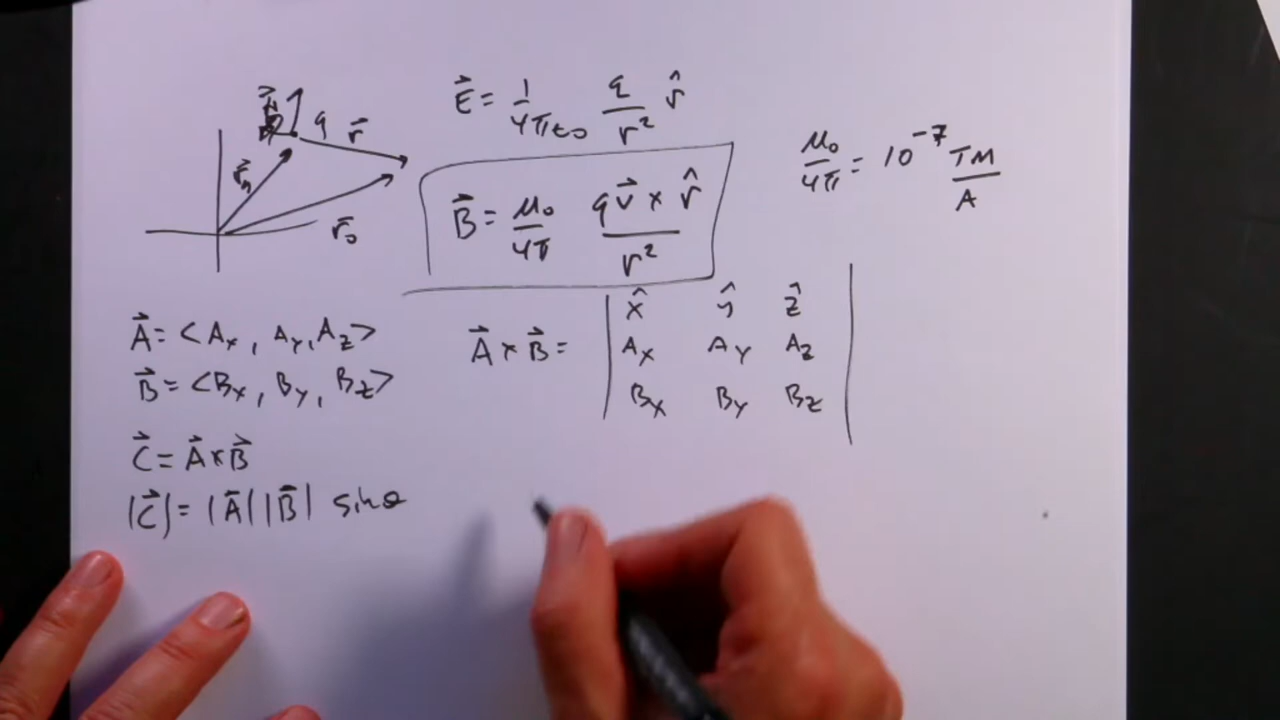 E⃗ = 1/4πε₀ q/r² r̂
q r⃗
r⃗₀
B⃗ = μ₀/4π qv⃗ × r̂/r²
μ₀/4π = 10⁻⁷ TM/A
A⃗ = <Aₓ, Aᵧ, A_z>
B⃗ = <Bₓ, Bᵧ, B_z>
A⃗ × B⃗ = | x̂ ŷ ẑ |
| Aₓ Aᵧ A_z |
| Bₓ Bᵧ B_z |
C⃗ = A⃗ × B⃗
|C⃗| = |A⃗||B⃗| sinθ